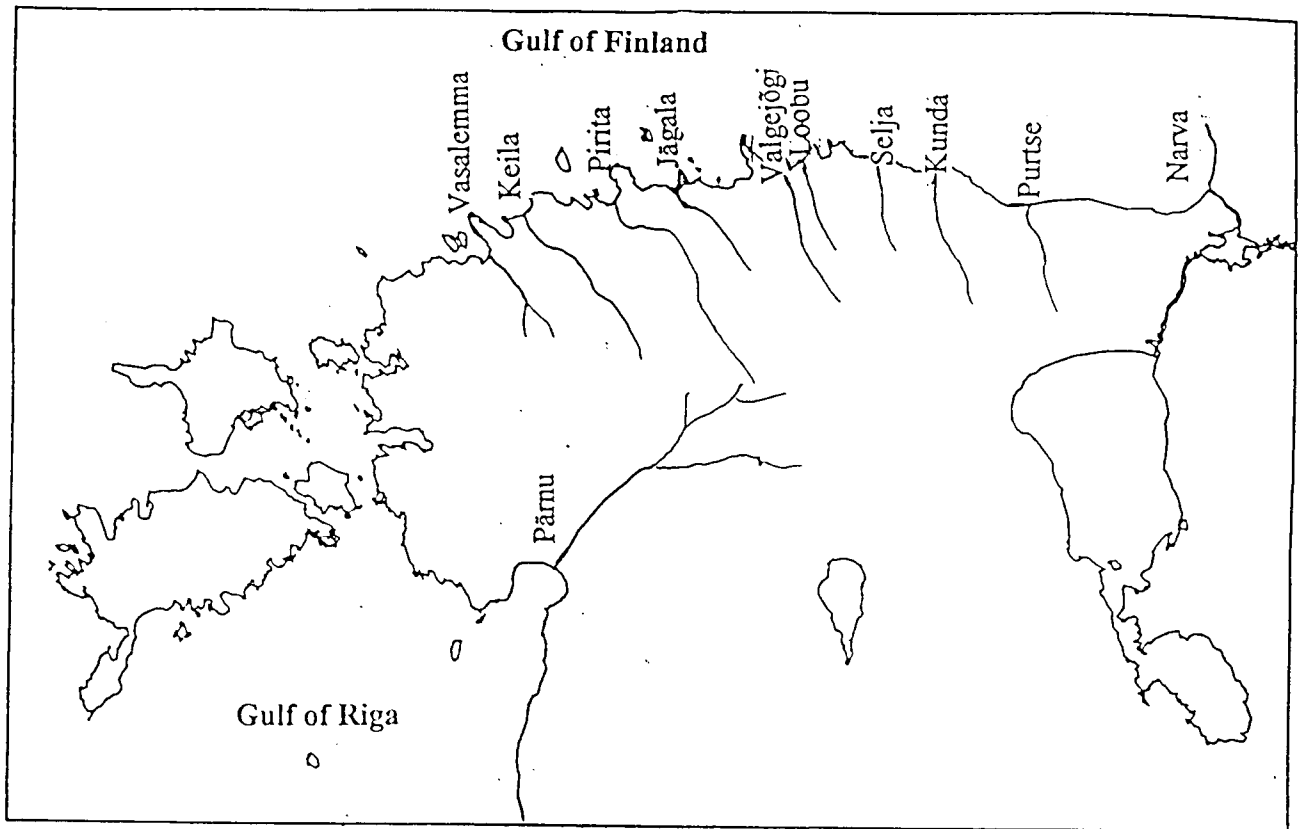 Gulf of Finland
Vasalemma
Keila
Pirita
Jägala
Valgejõgi
Loobu
Selja
Kunda
Purtse
Narva
Pärnu
Gulf of Riga